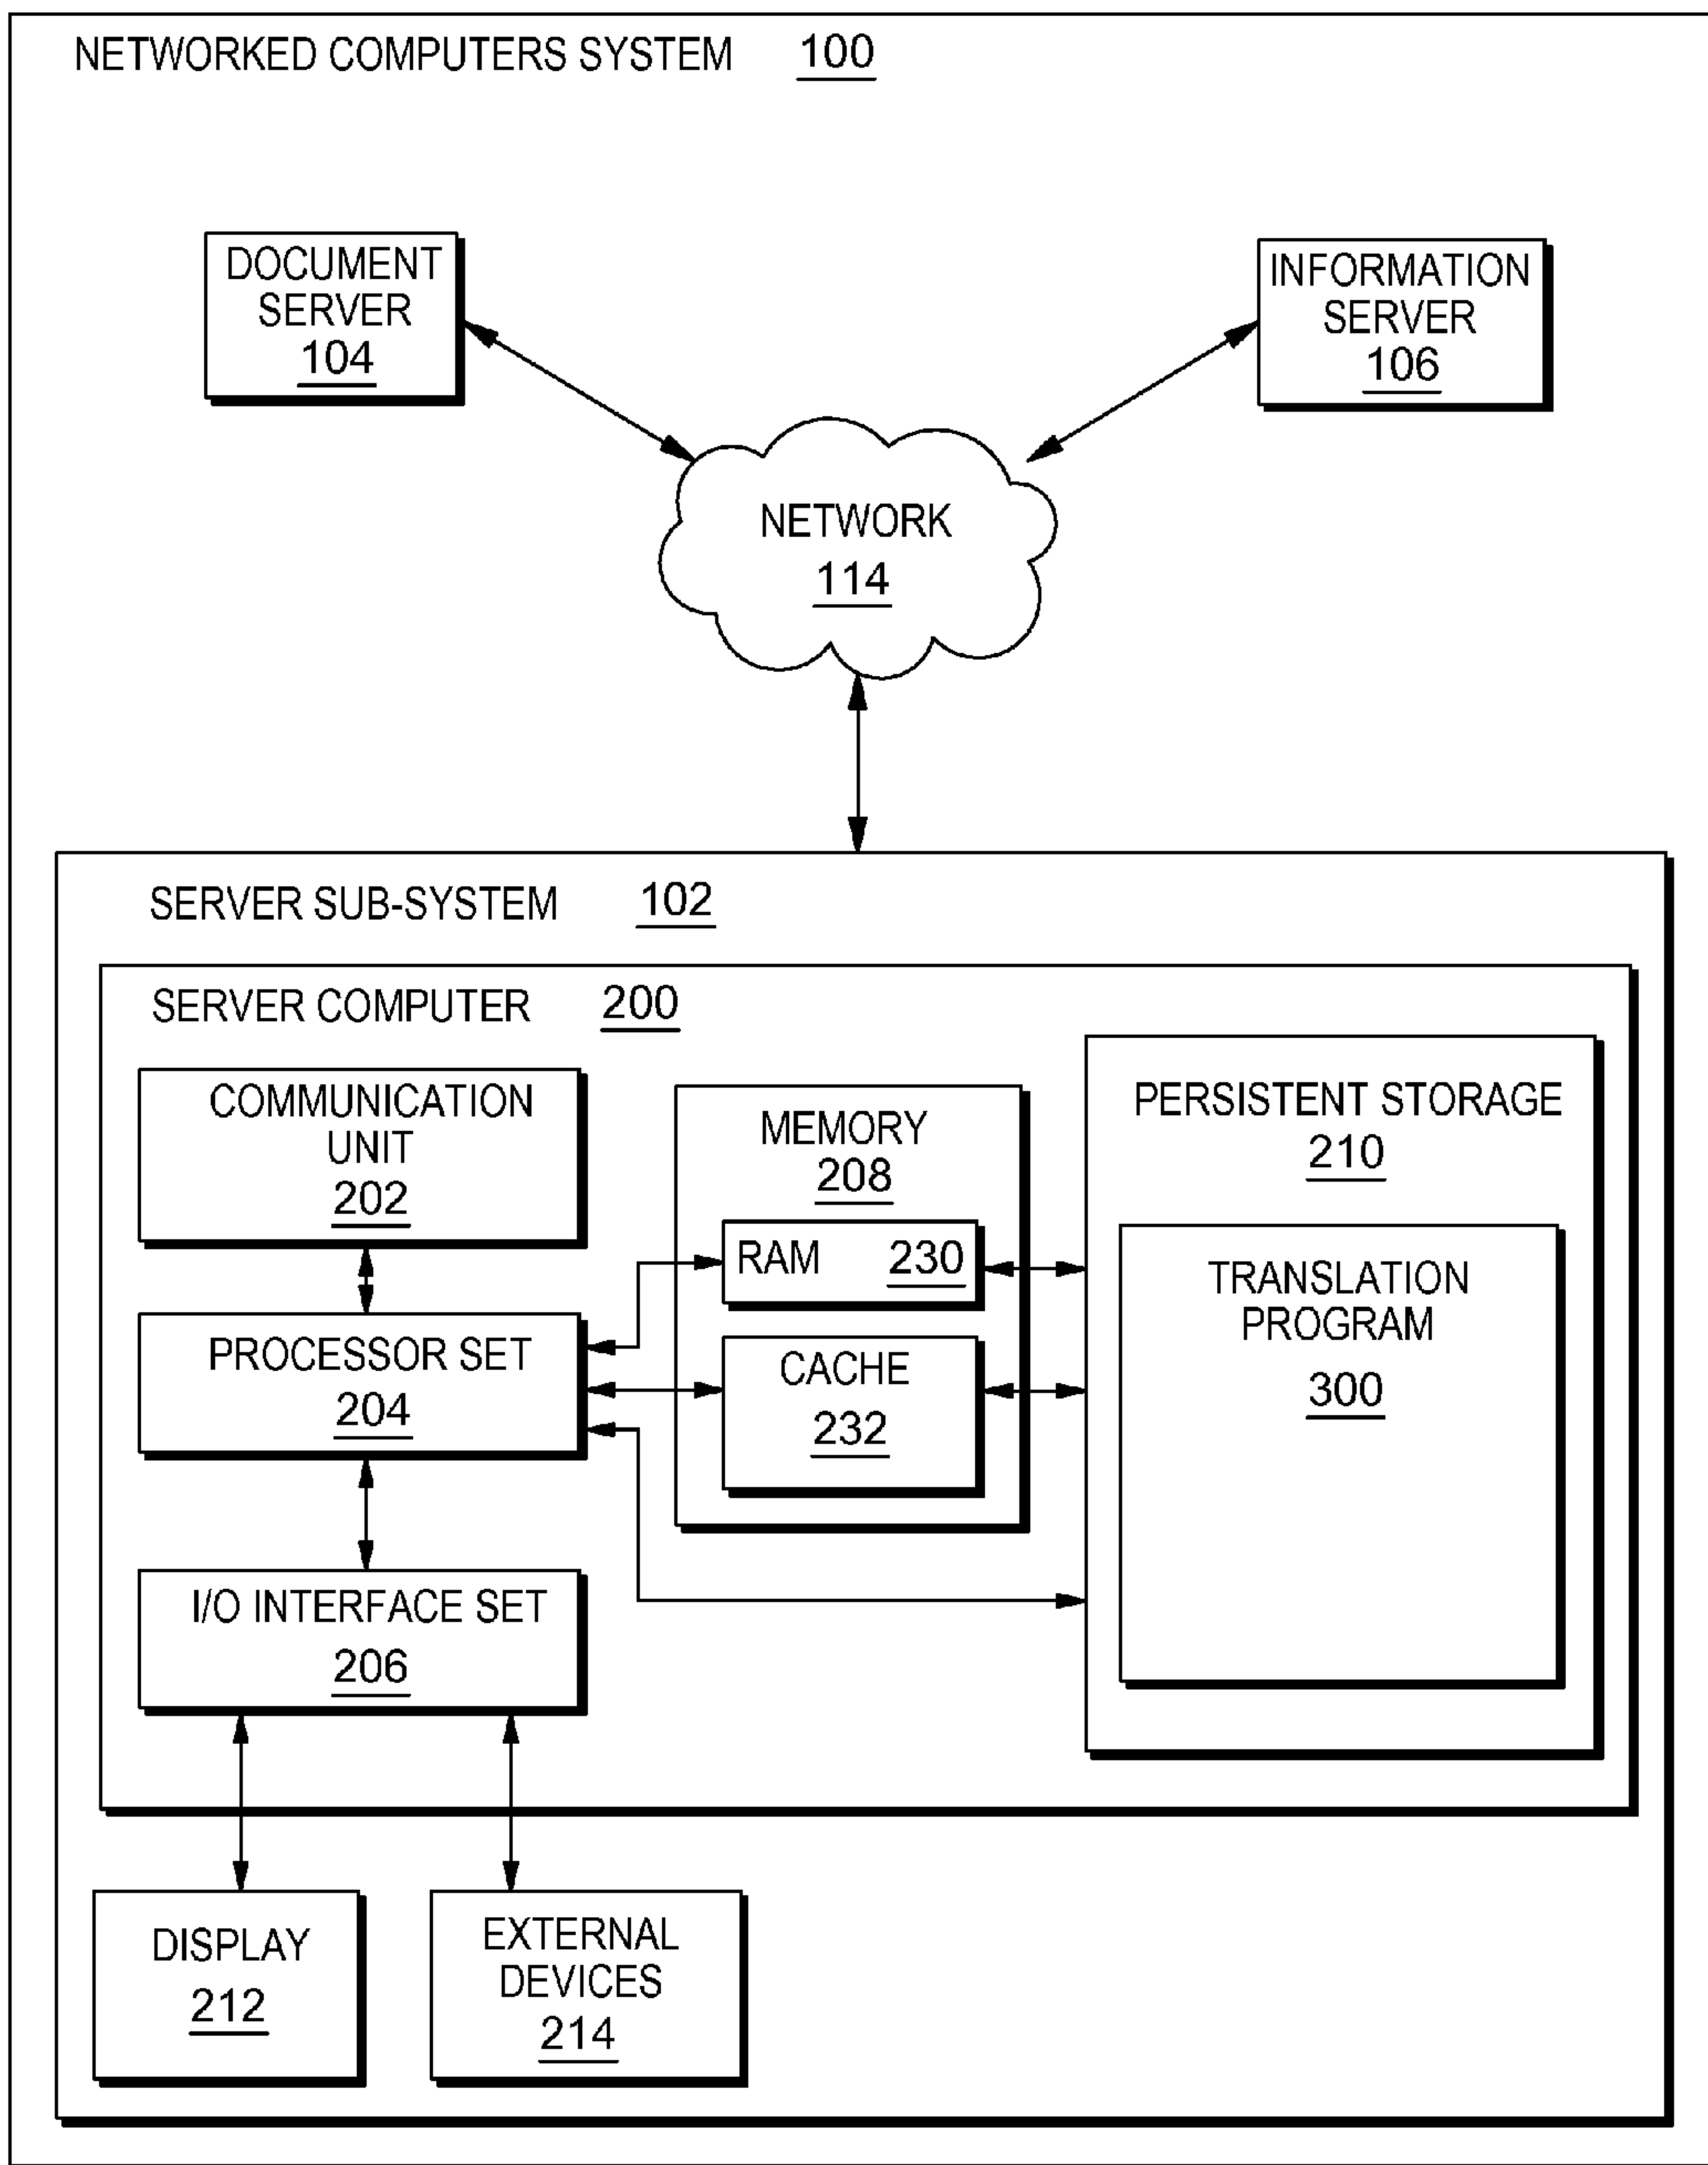 NETWORKED COMPUTERS SYSTEM 100
DOCUMENT
SERVER
104
INFORMATION
SERVER
106
NETWORK
114
SERVER SUB-SYSTEM 102
SERVER COMPUTER 200
COMMUNICATION
UNIT
202
MEMORY
208
PERSISTENT STORAGE
210
RAM 230
TRANSLATION
PROGRAM
300
PROCESSOR SET
204
CACHE
232
I/O INTERFACE SET
206
DISPLAY
212
EXTERNAL
DEVICES
214